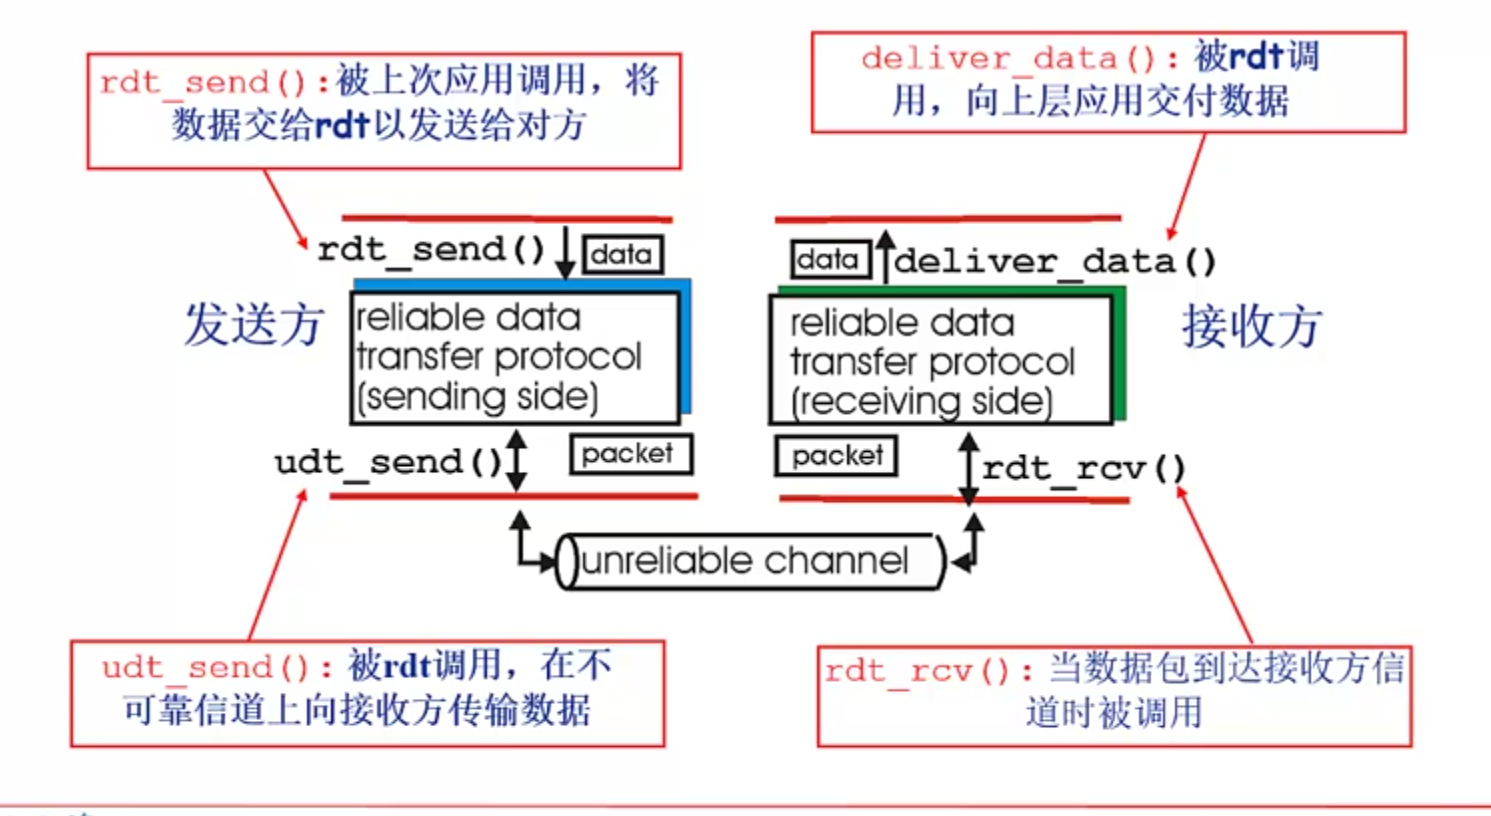 rdt_send():被上次应用调用，将
数据交给rdt以发送给对方
deliver_data()：被rdt调
用，向上层应用交付数据
rdt_send()
data
data
deliver_data()
发送方
reliable data
transfer protocol
(sending side)
reliable data
transfer protocol
(receiving side)
接收方
udt_send()
packet
packet
rdt_rcv()
unreliable channel
udt_send()：被rdt调用，在不
可靠信道上向接收方传输数据
rdt_rcv()：当数据包到达接收方信
道时被调用